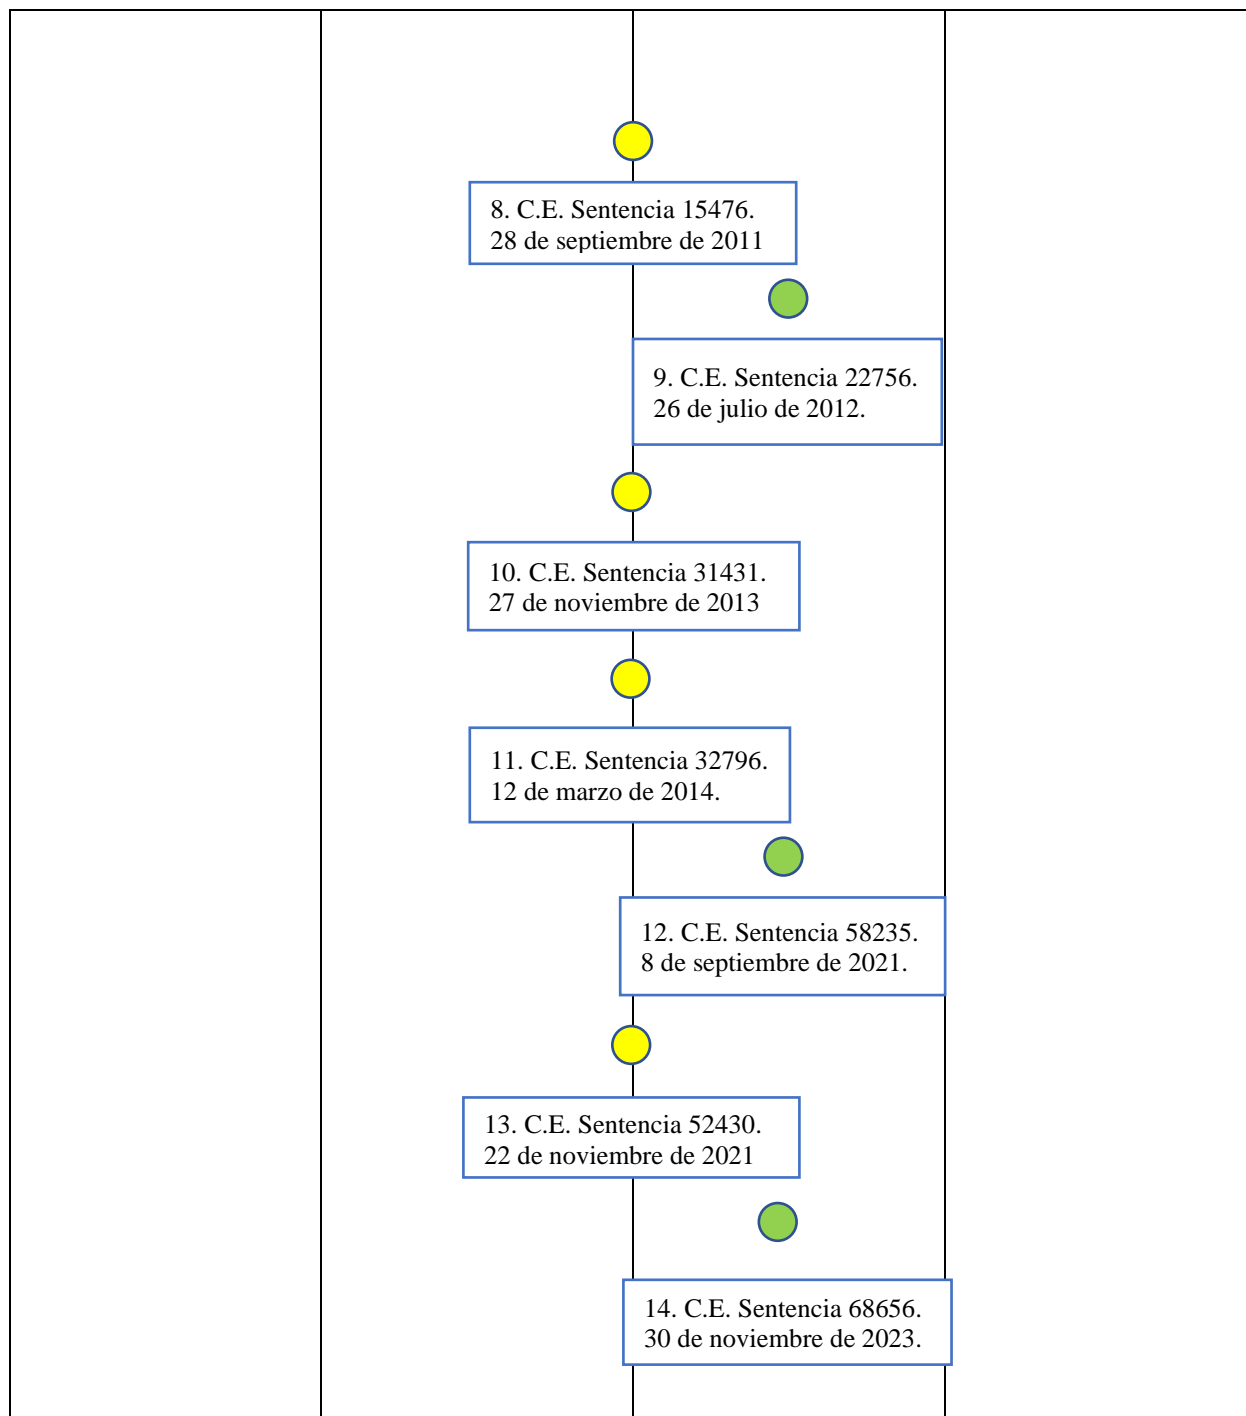 8. C.E. Sentencia 15476.
28 de septiembre de 2011
9. C.E. Sentencia 22756.
26 de julio de 2012.
10. C.E. Sentencia 31431.
27 de noviembre de 2013
11. C.E. Sentencia 32796.
12 de marzo de 2014.
12. C.E. Sentencia 58235.
8 de septiembre de 2021.
13. C.E. Sentencia 52430.
22 de noviembre de 2021
14. C.E. Sentencia 68656.
30 de noviembre de 2023.